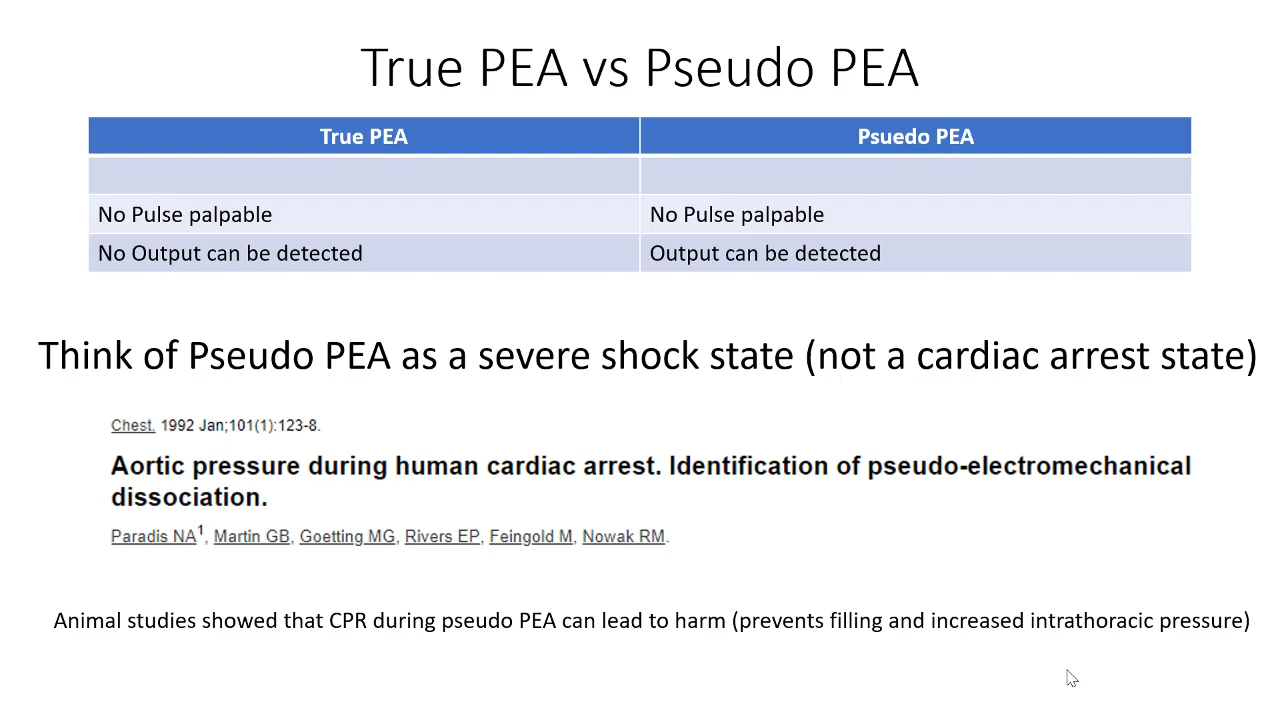 True PEA vs Pseudo PEA
True PEA
Psuedo PEA
No Pulse palpable
No Pulse palpable
No Output can be detected
Output can be detected
Think of Pseudo PEA as a severe shock state (not a cardiac arrest state)
Chest. 1992 Jan;101(1):123-8.
Aortic pressure during human cardiac arrest. Identification of pseudo-electromechanical
dissociation.
Paradis NA1, Martin GB, Goetting MG, Rivers EP, Feingold M, Nowak RM.
Animal studies showed that CPR during pseudo PEA can lead to harm (prevents filling and increased intrathoracic pressure)